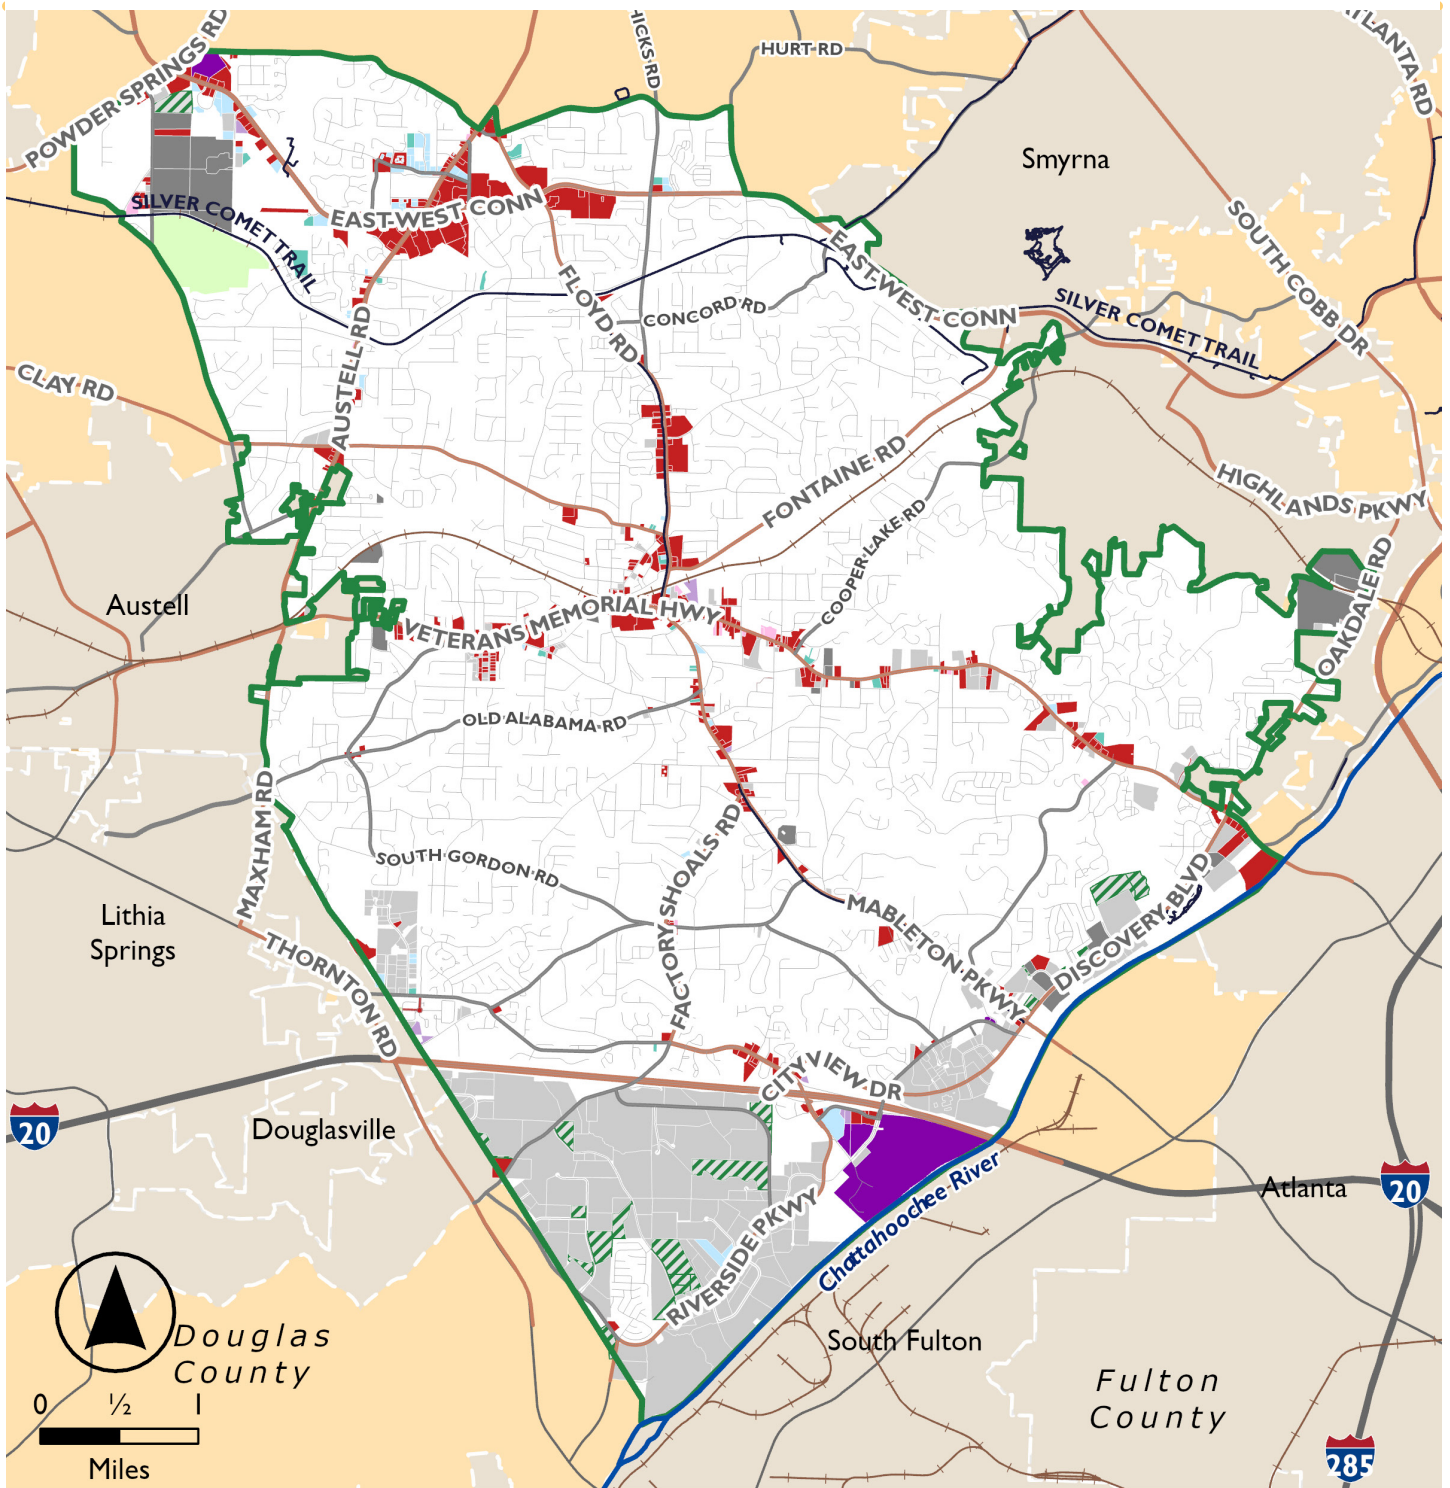 POWDER SPRINGS RD
HICKS RD
HURT RD
ATLANTA RD
Smyrna
SILVER COMET TRAIL
EAST-WEST CONN
SOUTH COBB DR
EAST-WEST CONN
FLOYD RD
CONCORD RD
SILVER COMET TRAIL
CLAY RD
AUSTELL RD
FONTAINE RD
HIGHLANDS PKWY
COOPER LAKE RD
OAKDALE RD
Austell
VETERANS MEMORIAL HWY
OLD ALABAMA RD
MAXHAM RD
SOUTH GORDON RD
FACTORY SHOALS RD
DISCOVERY BLVD
Lithia
Springs
MABLETON PKWY
THORNTON RD
CITYVIEW DR
20
Douglasville
Chattahoochee River
Atlanta
20
RIVERSIDE PKWY
Douglas
County
South Fulton
Fulton
County
0 ½ 1
Miles
285